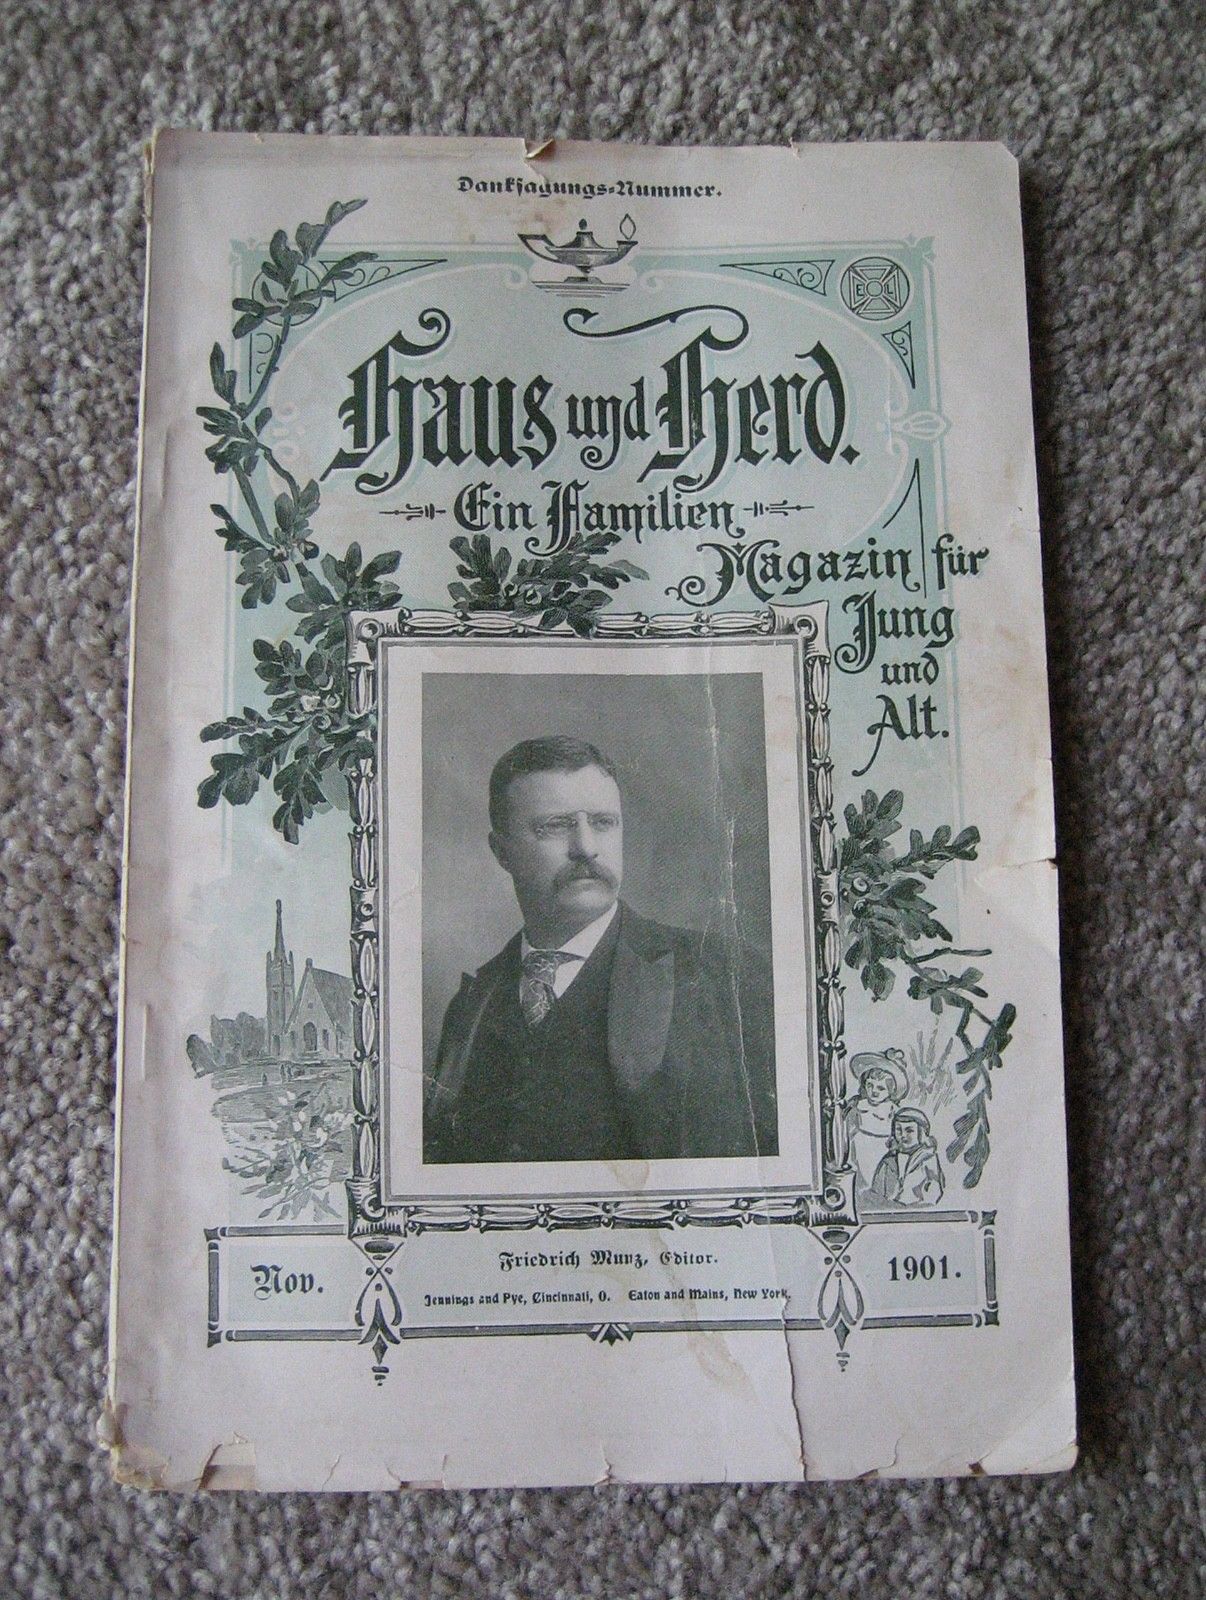 Danksagungs-Nummer.
E L
Haus und Herd.
Ein Familien
Magazin für
Jung
und
Alt.
Nov.
Friedrich Munz, Editor.
Jennings and Pye, Cincinnati, O. Eaton and Mains, New York.
1901.